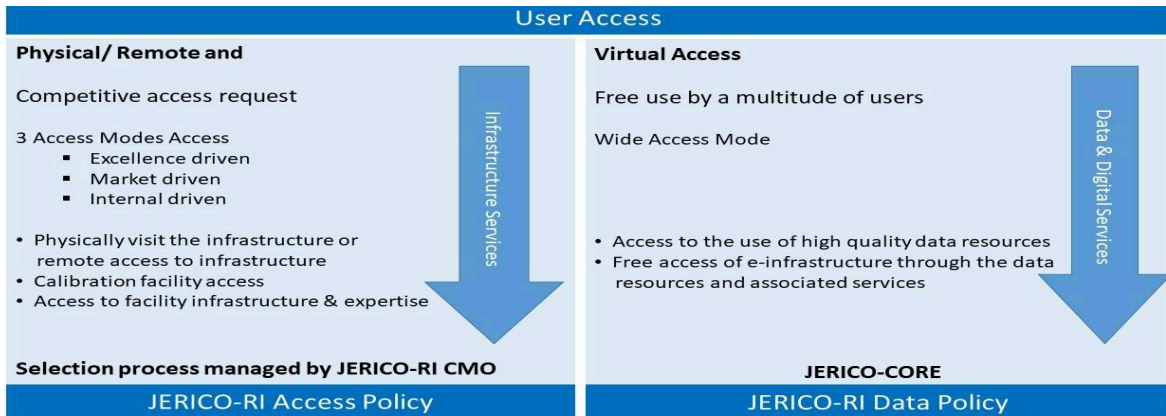 User Access
Physical/ Remote and
Competitive access request
3 Access Modes Access
▪ Excellence driven
▪ Market driven
▪ Internal driven
• Physically visit the infrastructure or
remote access to infrastructure
• Calibration facility access
• Access to facility infrastructure & expertise
Infrastructure Services
Selection process managed by JERICO-RI CMO
JERICO-RI Access Policy
Virtual Access
Free use by a multitude of users
Wide Access Mode
• Access to the use of high quality data resources
• Free access of e-infrastructure through the data
resources and associated services
Data & Digital Services
JERICO-CORE
JERICO-RI Data Policy